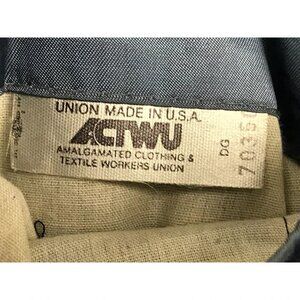 UNION MADE IN U.S.A.
ACTWU
AMALGAMATED CLOTHING &
TEXTILE WORKERS UNION
DG